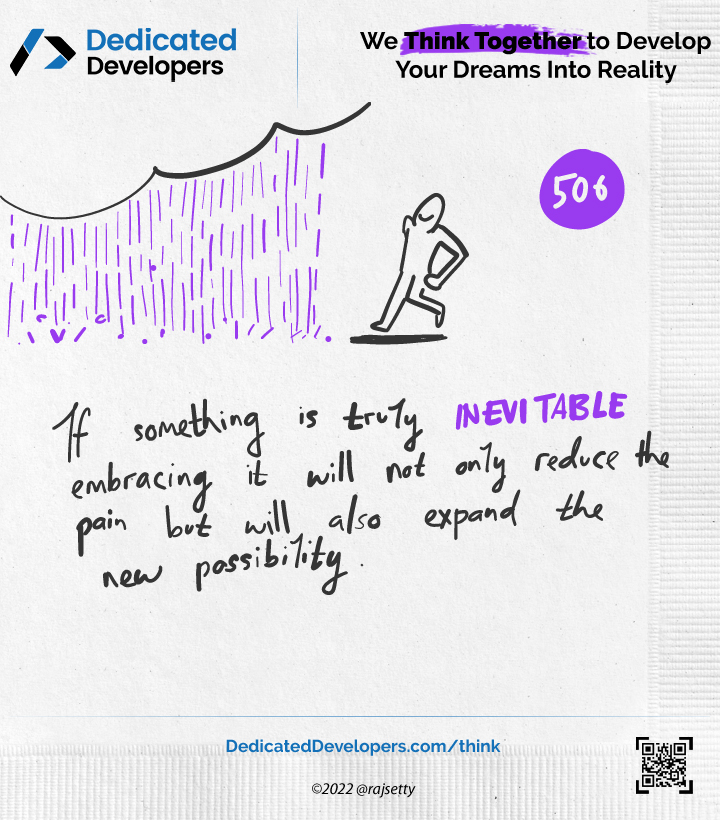 Dedicated
Developers
We Think Together to Develop
Your Dreams Into Reality
506
If something is truly INEVITABLE
embracing it will not only reduce the
pain but will also expand the
new possibility.
DedicatedDevelopers.com/think
©2022 @rajsetty